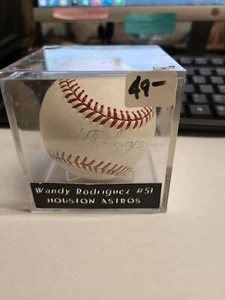 49-
Wandy Rodriguez #51
HOUSTON ASTROS